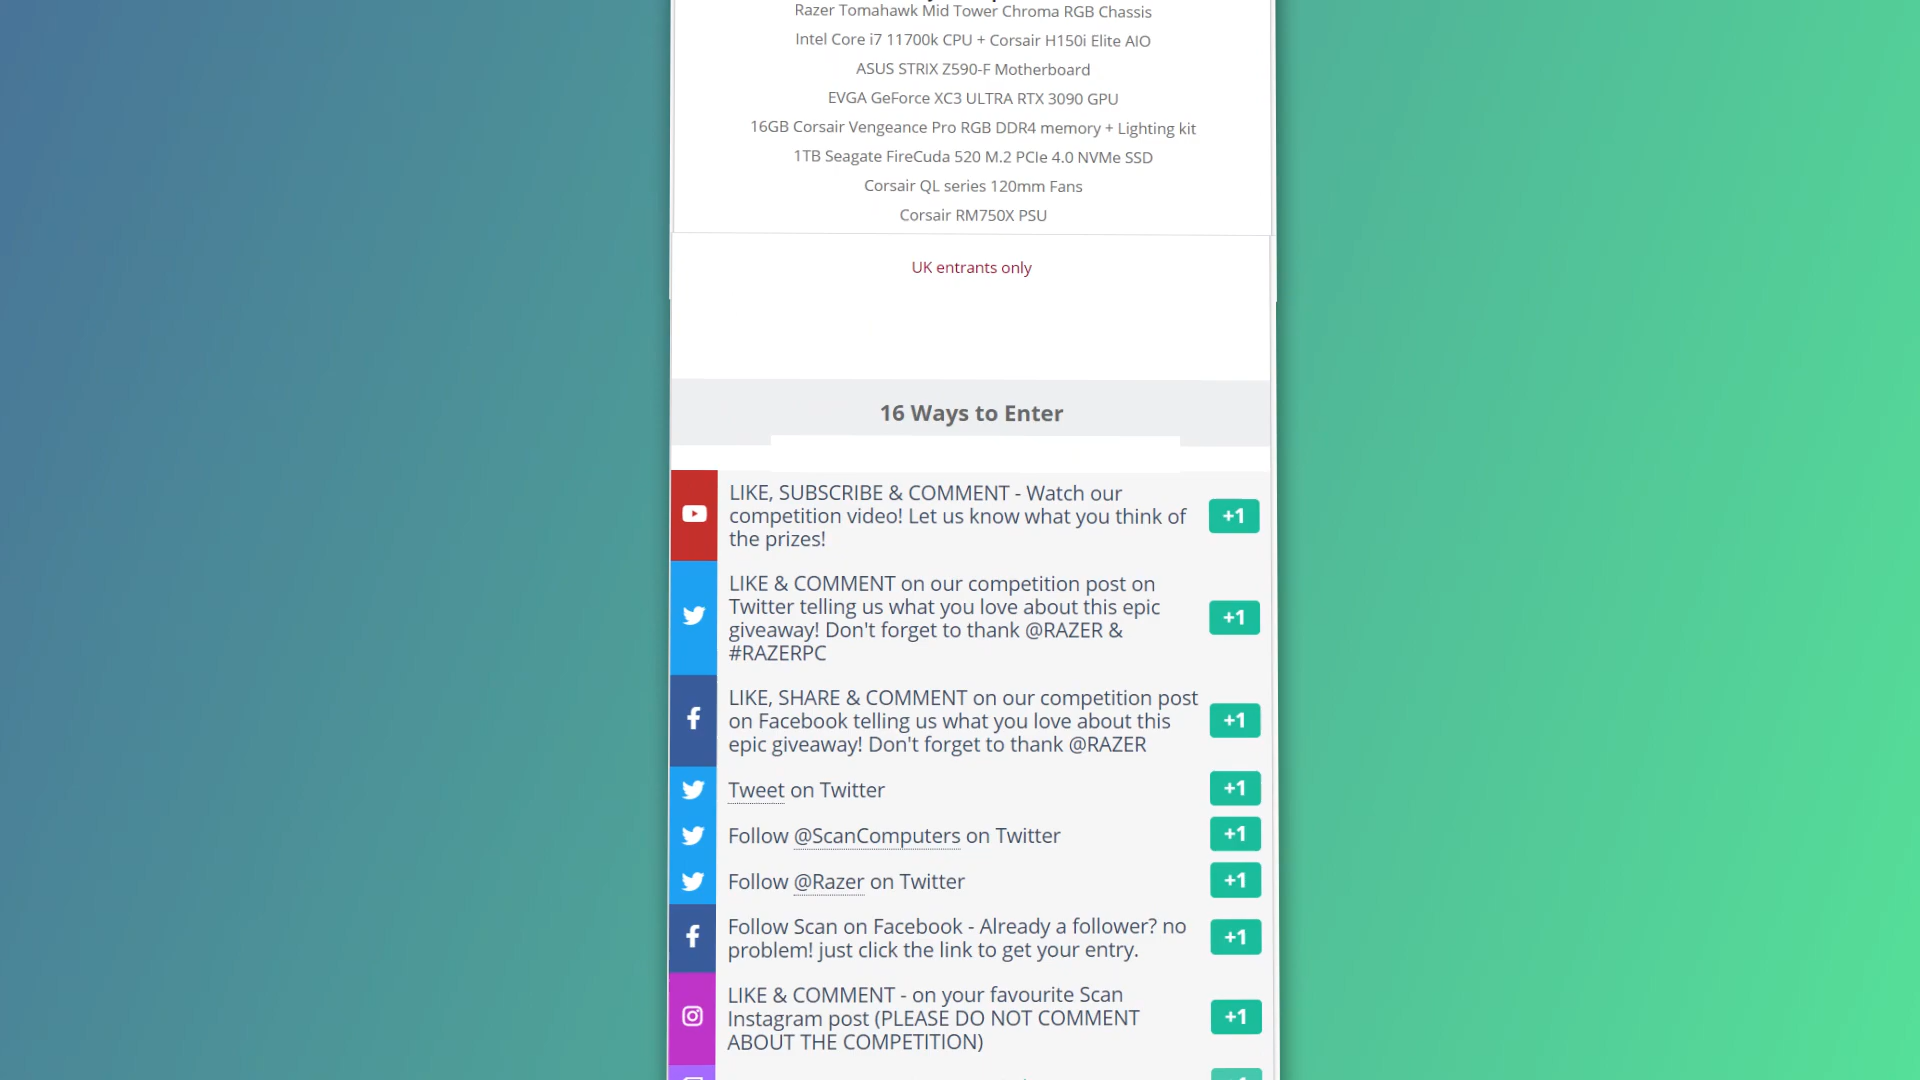 Razer Tomahawk Mid Tower Chroma RGB Chassis
Intel Core i7 11700k CPU + Corsair H150i Elite AIO
ASUS STRIX Z590-F Motherboard
EVGA GeForce XC3 ULTRA RTX 3090 GPU
16GB Corsair Vengeance Pro RGB DDR4 memory + Lighting kit
1TB Seagate FireCuda 520 M.2 PCIe 4.0 NVMe SSD
Corsair QL series 120mm Fans
Corsair RM750X PSU
UK entrants only
16 Ways to Enter
LIKE, SUBSCRIBE & COMMENT - Watch our
competition video! Let us know what you think of
the prizes!
+1
LIKE & COMMENT on our competition post on
Twitter telling us what you love about this epic
giveaway! Don't forget to thank @RAZER &
#RAZERPC
+1
LIKE, SHARE & COMMENT on our competition post
on Facebook telling us what you love about this
epic giveaway! Don't forget to thank @RAZER
+1
Tweet on Twitter
+1
Follow @ScanComputers on Twitter
+1
Follow @Razer on Twitter
+1
Follow Scan on Facebook - Already a follower? no
problem! just click the link to get your entry.
+1
LIKE & COMMENT - on your favourite Scan
Instagram post (PLEASE DO NOT COMMENT
ABOUT THE COMPETITION)
+1